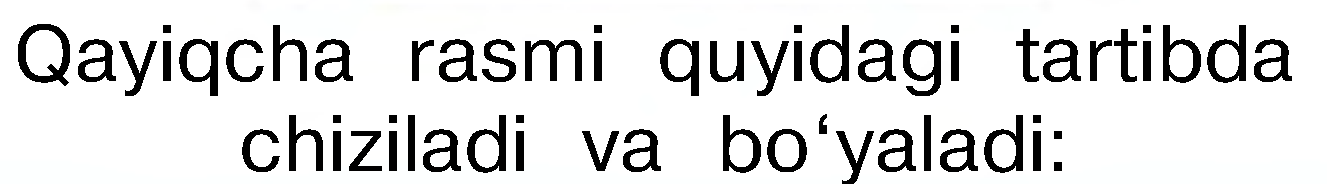 Qayiqcha rasmi quyidagi tartibda
chiziladi va bo‘yaladi: